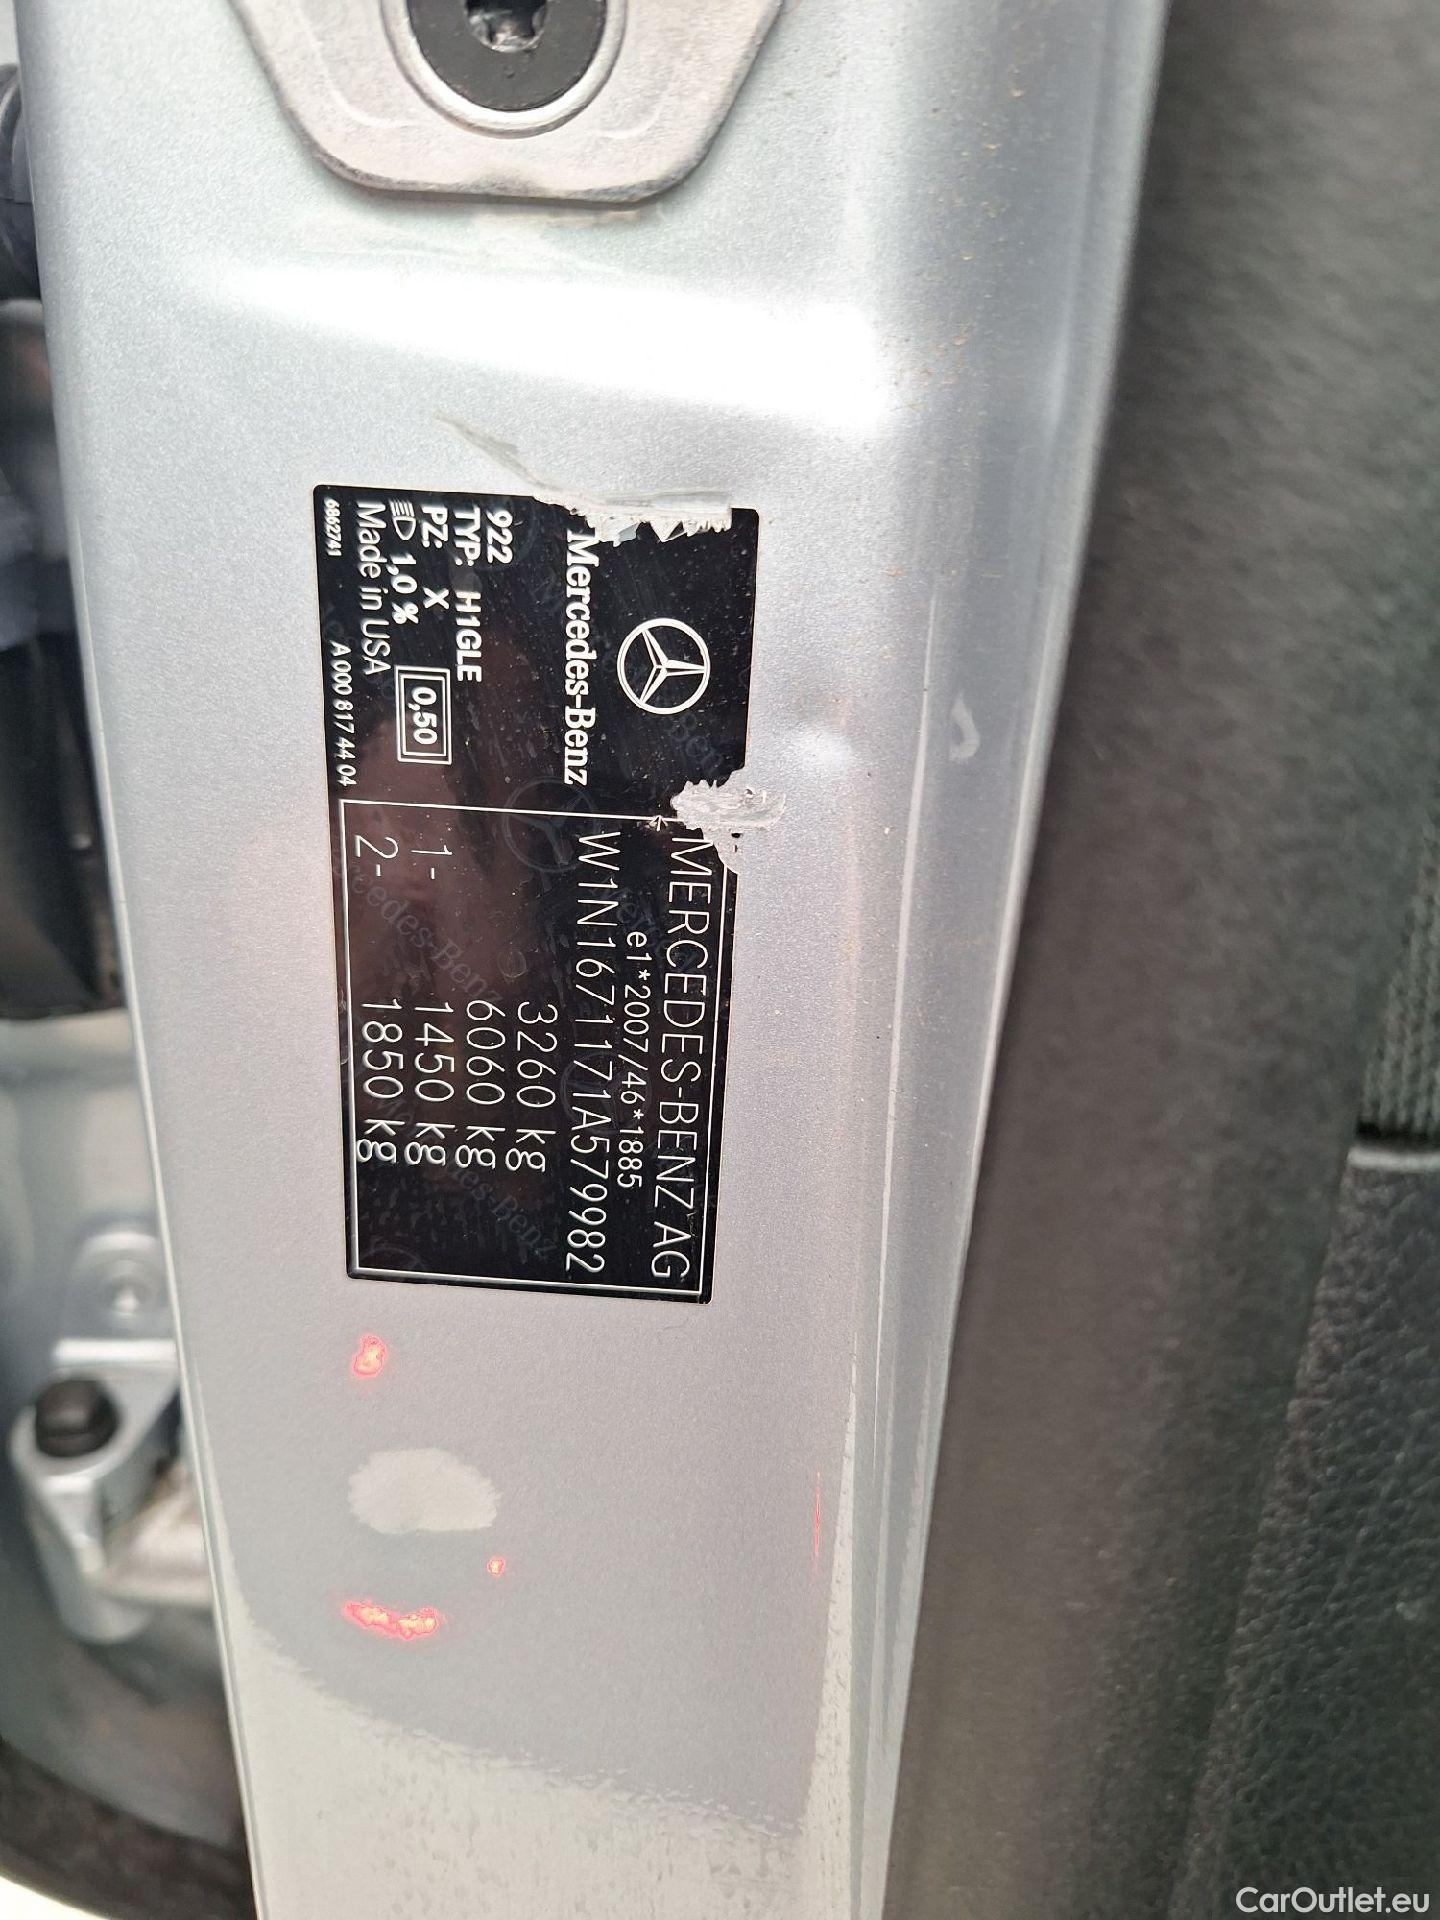 Mercedes-Benz
922
TYP: H1GLE
PZ: X
1,0 %
0,50
Made in USA
6862741
A 000 817 44 04
MERCEDES-BENZ AG
e1*2007/46*1885
W1N1671171A579982
3260 kg
6060 kg
1- 1450 kg
2- 1850 kg
CarOutlet.eu